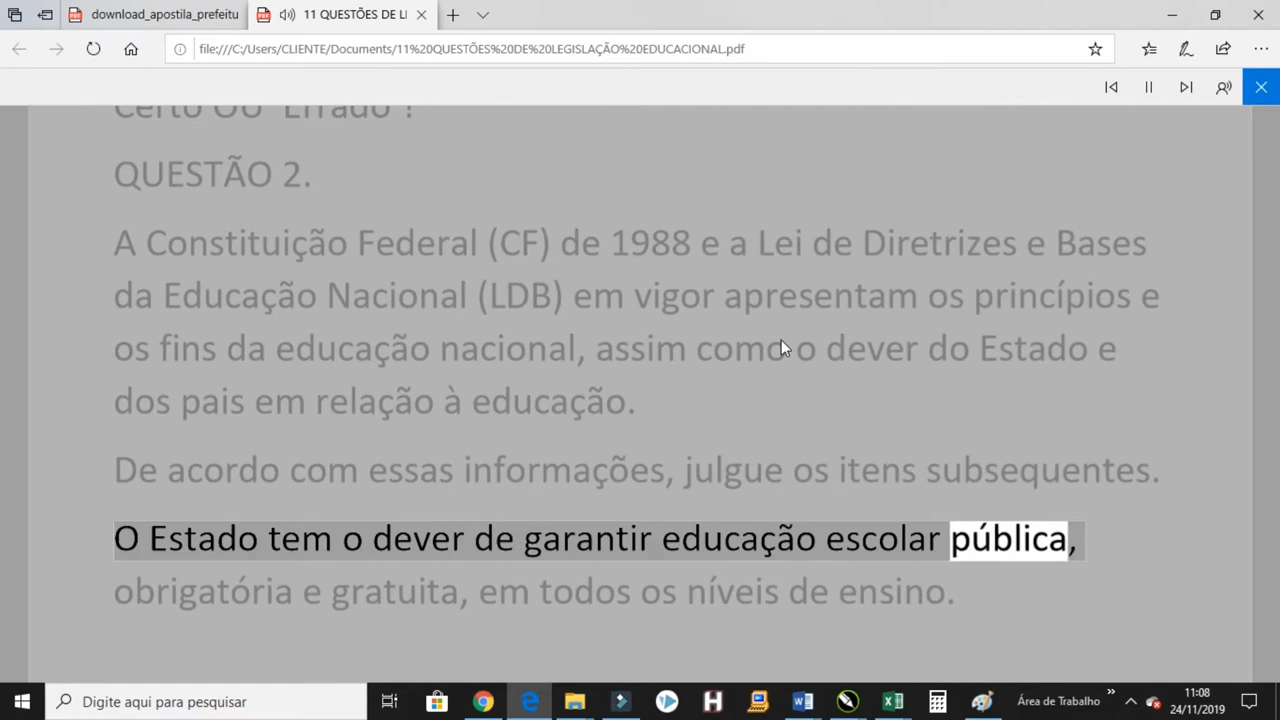 download_apostila_prefeitu
11 QUESTÕES DE LI
file:///C:/Users/CLIENTE/Documents/11%20QUESTÕES%20DE%20LEGISLAÇÃO%20EDUCACIONAL.pdf
Certo Ou Errado ?
QUESTÃO 2.
A Constituição Federal (CF) de 1988 e a Lei de Diretrizes e Bases
da Educação Nacional (LDB) em vigor apresentam os princípios e
os fins da educação nacional, assim como o dever do Estado e
dos pais em relação à educação.
De acordo com essas informações, julgue os itens subsequentes.
O Estado tem o dever de garantir educação escolar pública,
obrigatória e gratuita, em todos os níveis de ensino.
Digite aqui para pesquisar
Área de Trabalho
11:08
24/11/2019